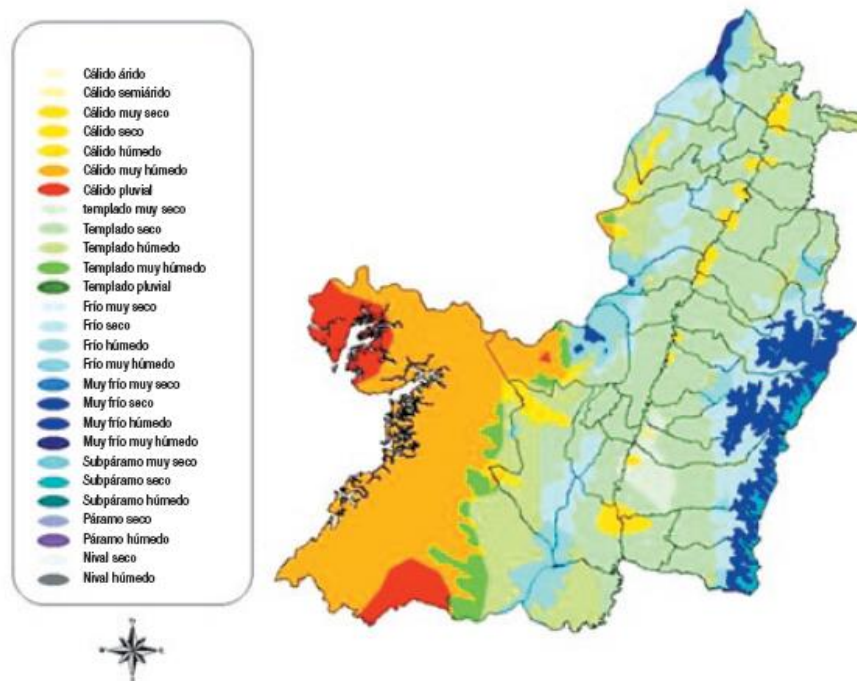 Cálido árido
Cálido semiárido
Cálido muy seco
Cálido seco
Cálido húmedo
Cálido muy húmedo
Cálido pluvial
templado muy seco
Templado seco
Templado húmedo
Templado muy húmedo
Templado pluvial
Frío muy seco
Frío seco
Frío húmedo
Frío muy húmedo
Muy frío muy seco
Muy frío seco
Muy frío húmedo
Muy frío muy húmedo
Subpáramo muy seco
Subpáramo seco
Subpáramo húmedo
Páramo seco
Páramo húmedo
Nival seco
Nival húmedo